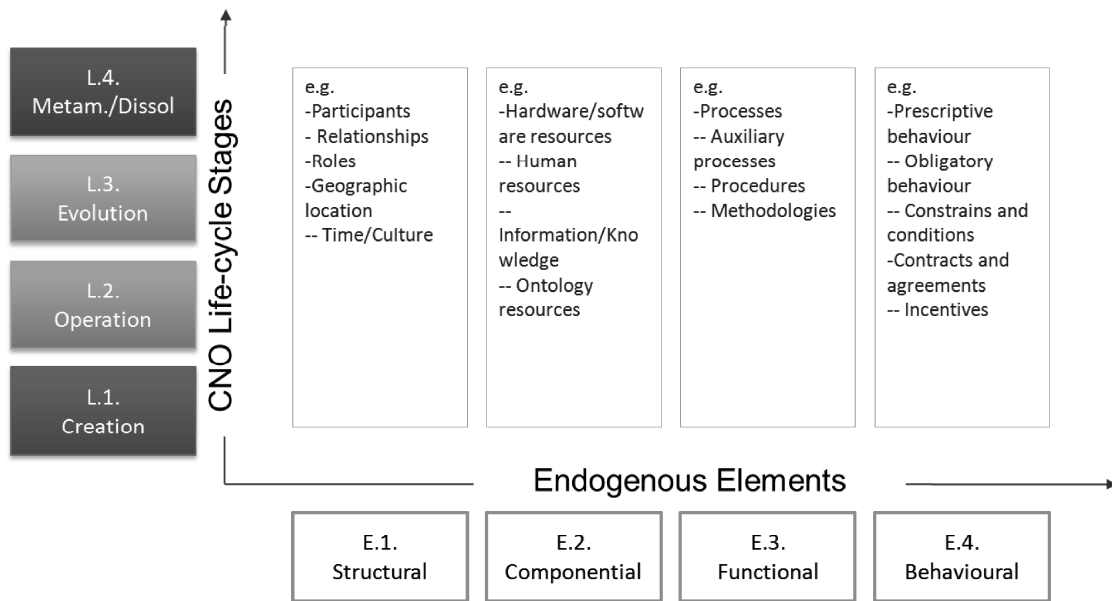 L.4.
Metam./Dissol
L.3.
Evolution
L.2.
Operation
L.1.
Creation
CNO Life-cycle Stages
e.g.
-Participants
- Relationships
-Roles
-Geographic
location
-- Time/Culture
e.g.
-Hardware/softw
are resources
-- Human
resources
--
Information/Kno
wledge
-- Ontology
resources
e.g.
-Processes
-- Auxiliary
processes
-- Procedures
-- Methodologies
e.g.
-Prescriptive
behaviour
-- Obligatory
behaviour
-- Constrains and
conditions
-Contracts and
agreements
-- Incentives
Endogenous Elements
E.1.
Structural
E.2.
Componential
E.3.
Functional
E.4.
Behavioural